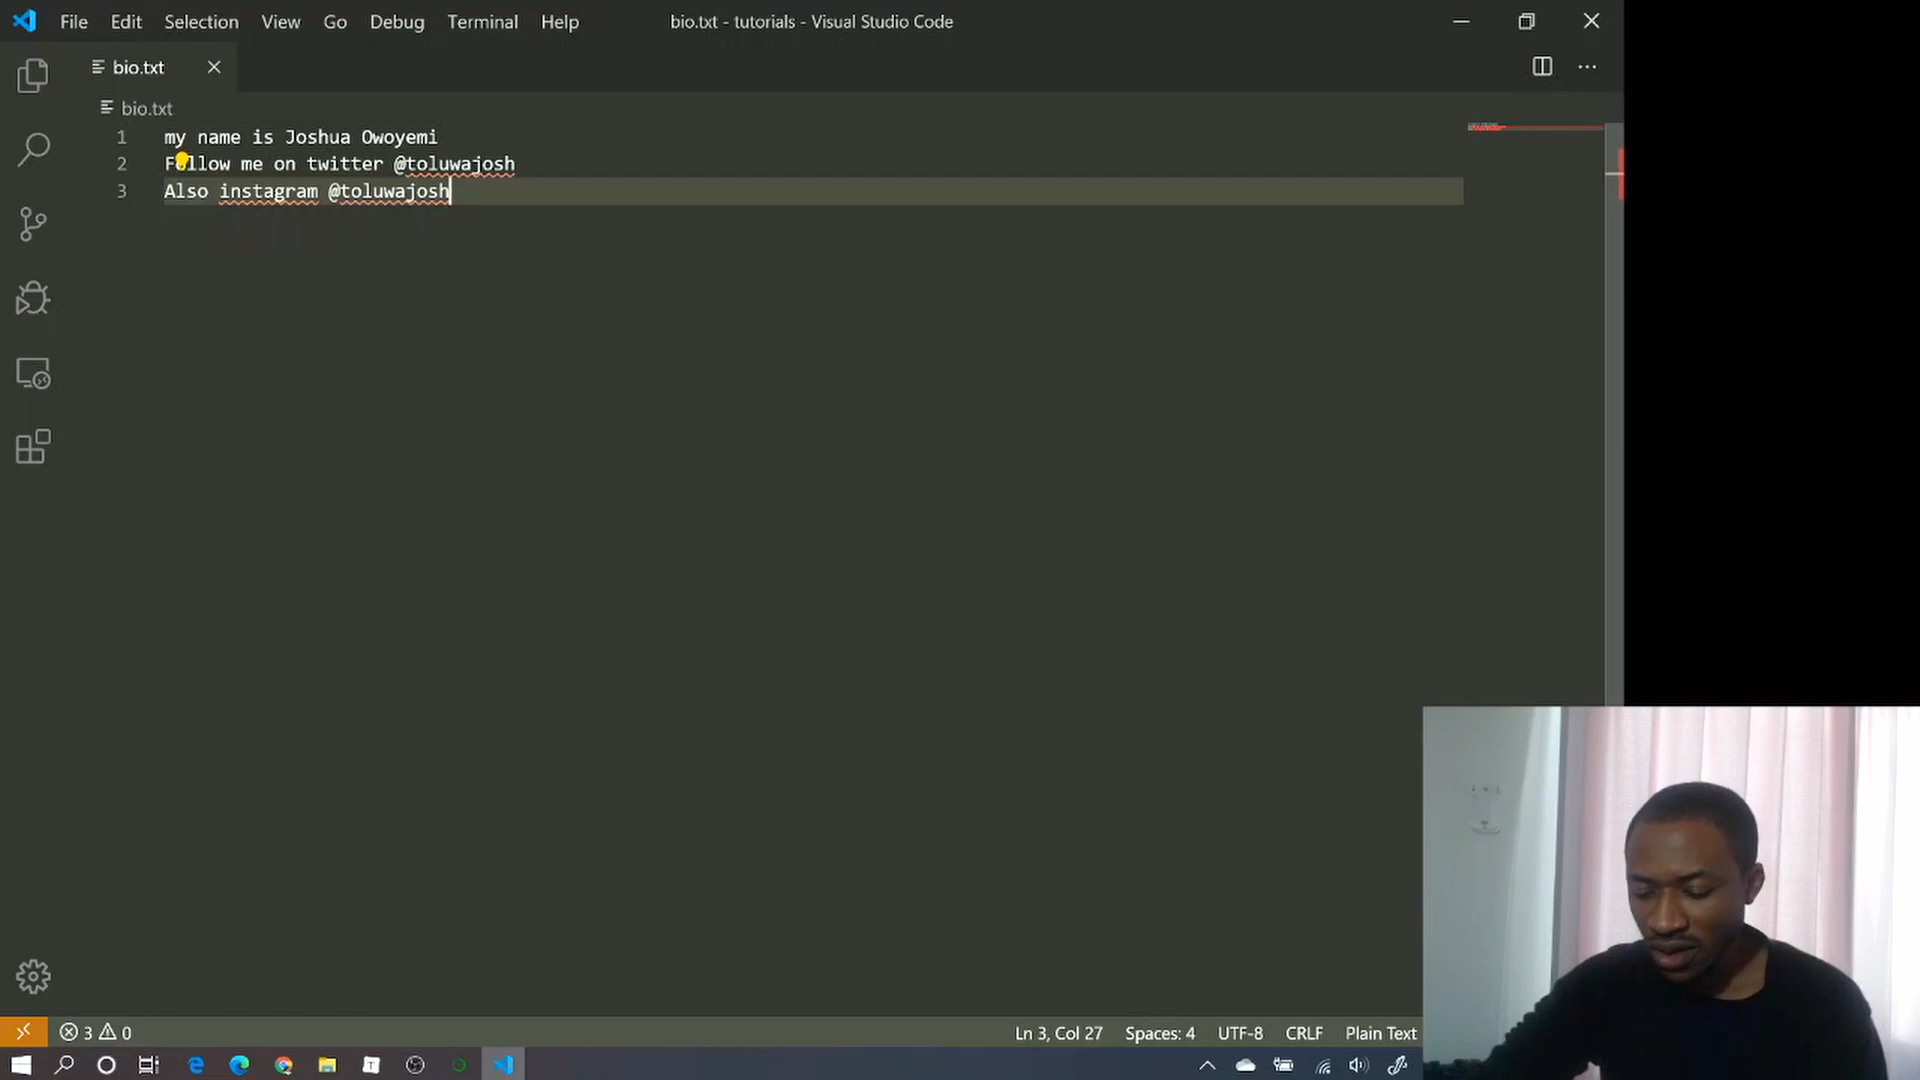 File Edit Selection View Go Debug Terminal Help bio.txt - tutorials - Visual Studio Code
bio.txt
bio.txt
1 my name is Joshua Owoyemi
2 Follow me on twitter @toluwajosh
3 Also instagram @toluwajosh
3 0 Ln 3, Col 27 Spaces: 4 UTF-8 CRLF Plain Text